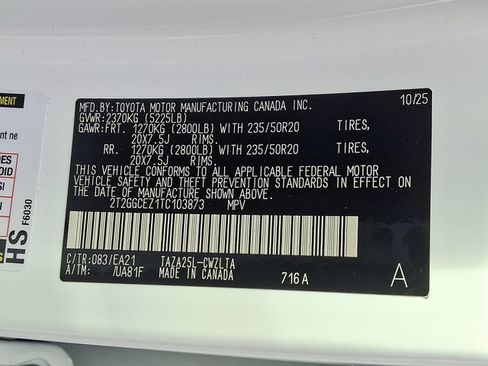 MFD.BY:TOYOTA MOTOR MANUFACTURING CANADA INC. 10/25
GVWR:2370KG (5225LB)
GAWR:FRT. 1270KG (2800LB) WITH 235/50R20 TIRES,
20X7.5J RIMS.
RR. 1270KG (2800LB) WITH 235/50R20 TIRES,
20X7.5J RIMS.
THIS VEHICLE CONFORMS TO ALL APPLICABLE FEDERAL MOTOR
VEHICLE SAFETY AND THEFT PREVENTION STANDARDS IN EFFECT ON
THE DATE OF MANUFACTURE SHOWN ABOVE.
2T2GGCEZ1TC103873 MPV
C/TR:083/EA21 TAZA25L-CWZLTA
A/TM: /UA81F MADE IN CANADA 716A A
HS F6030